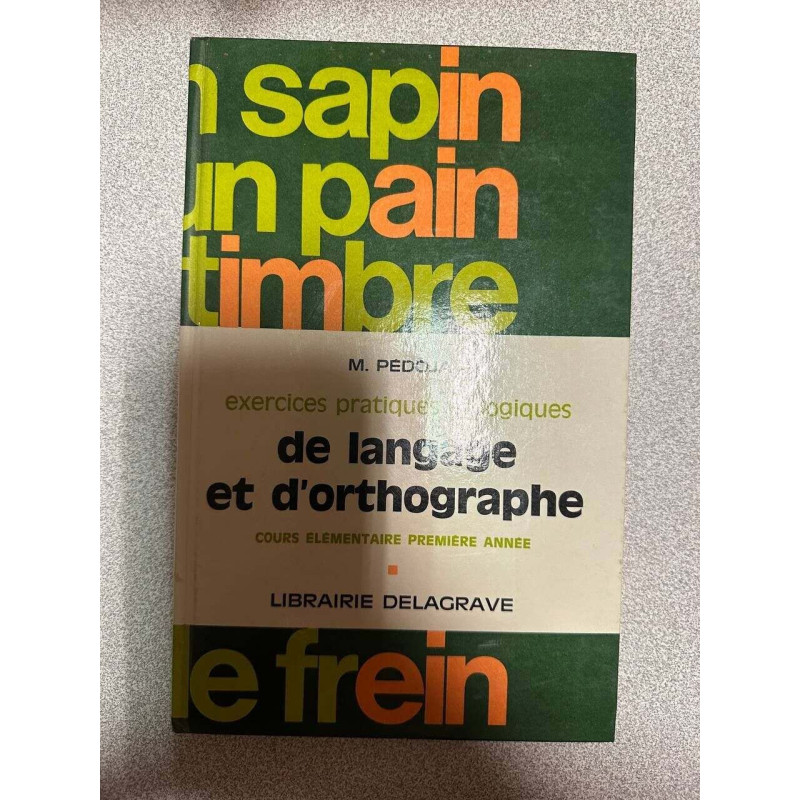 n sapin
un pain
timbre
M. PÉDOJA
exercices pratiques logiques
de langage
et d'orthographe
COURS ÉLÉMENTAIRE PREMIÈRE ANNÉE
LIBRAIRIE DELAGRAVE
le frein